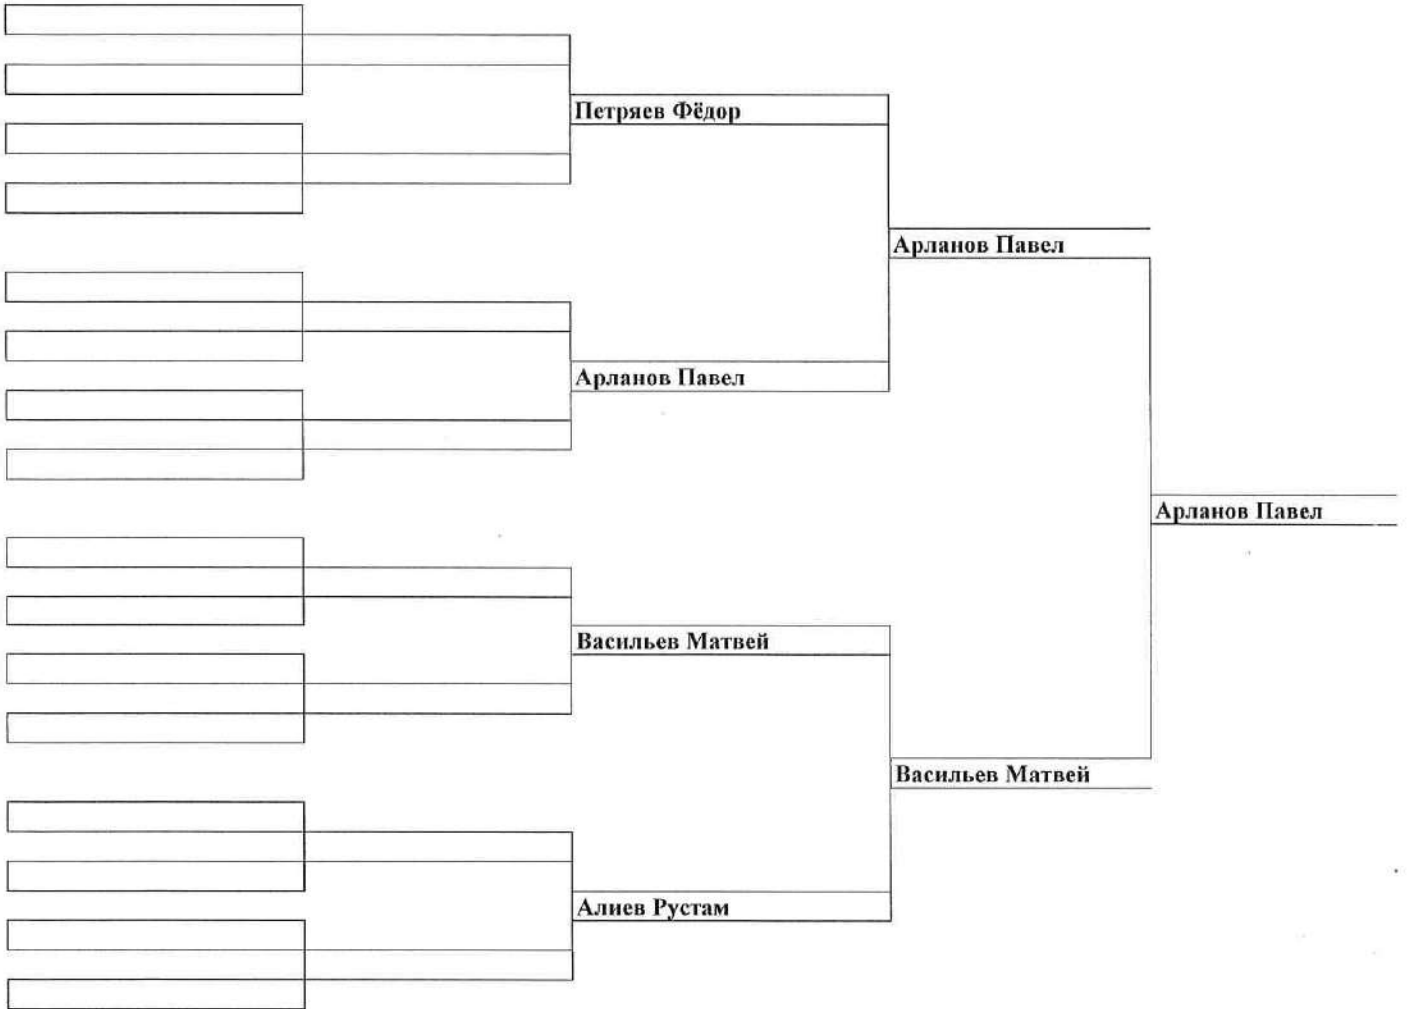 Петряев Фёдор
Арланов Павел
Арланов Павел
Арланов Павел
Васильев Матвей
Васильев Матвей
Алиев Рустам